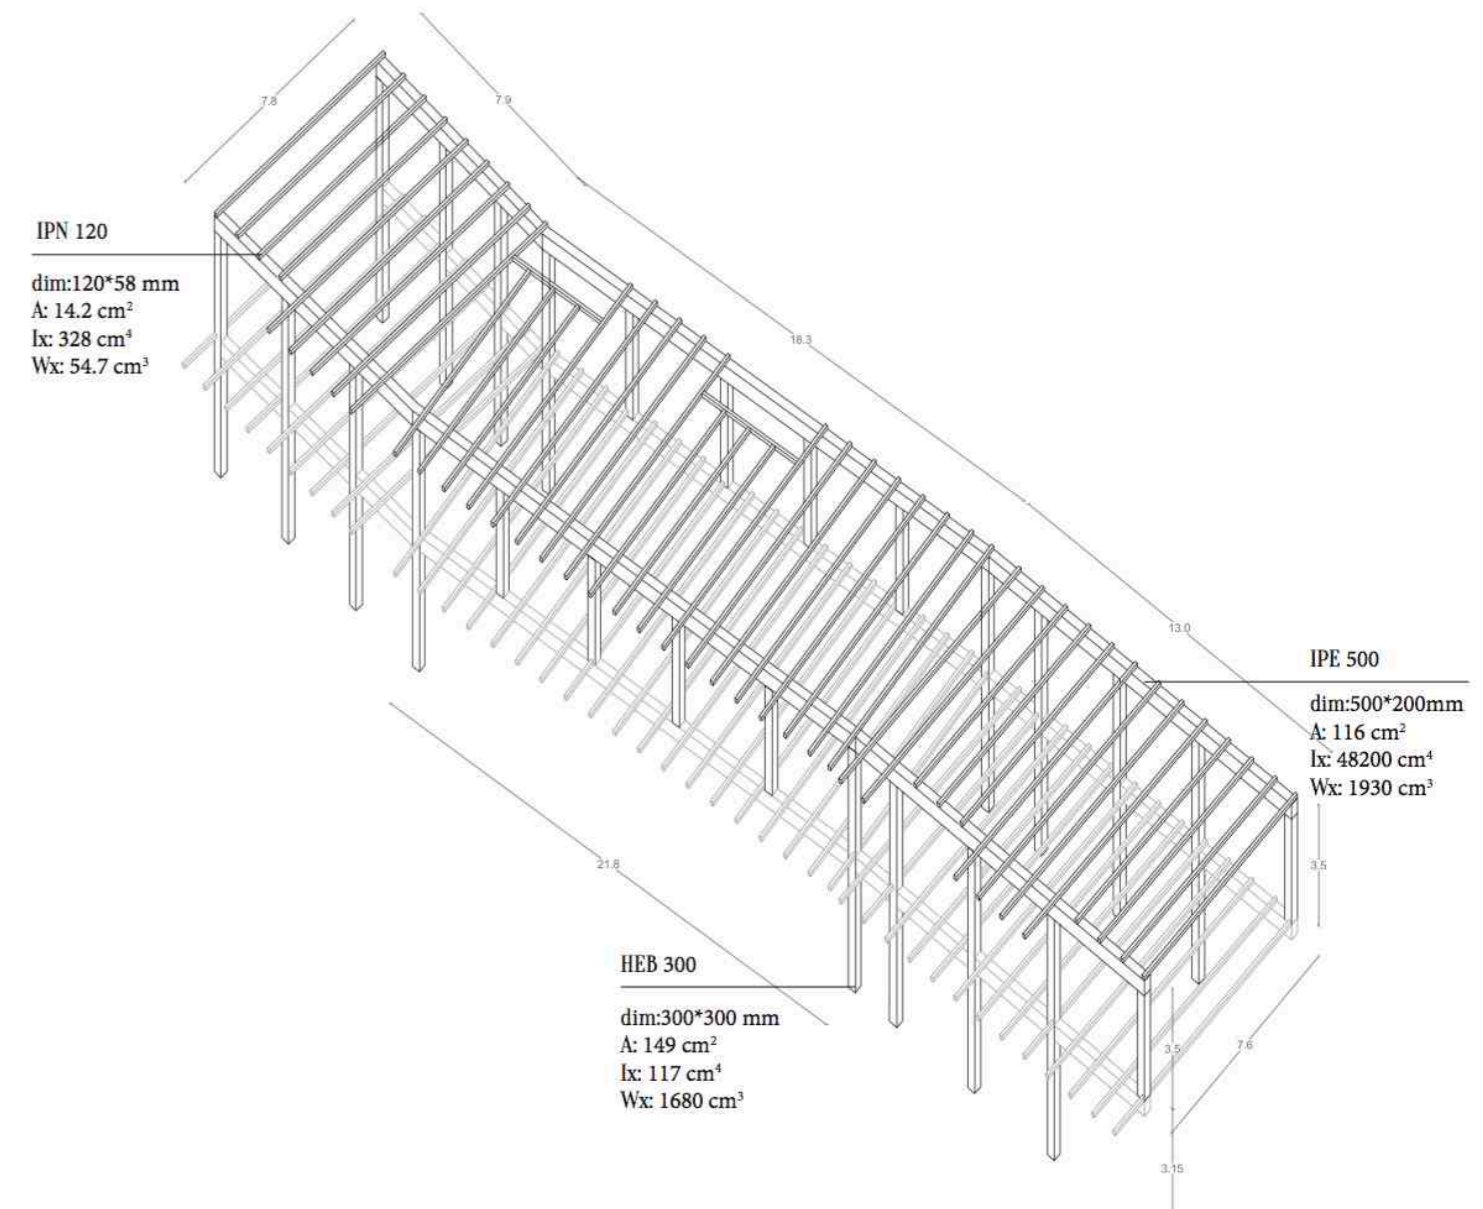 7.8
7.9
IPN 120
dim:120*58 mm
A: 14.2 cm²
Ix: 328 cm⁴
Wx: 54.7 cm³
18.3
13.0
IPE 500
dim:500*200mm
A: 116 cm²
Ix: 48200 cm⁴
Wx: 1930 cm³
3.5
21.8
HEB 300
dim:300*300 mm
A: 149 cm²
Ix: 117 cm⁴
Wx: 1680 cm³
3.5
7.6
3.15